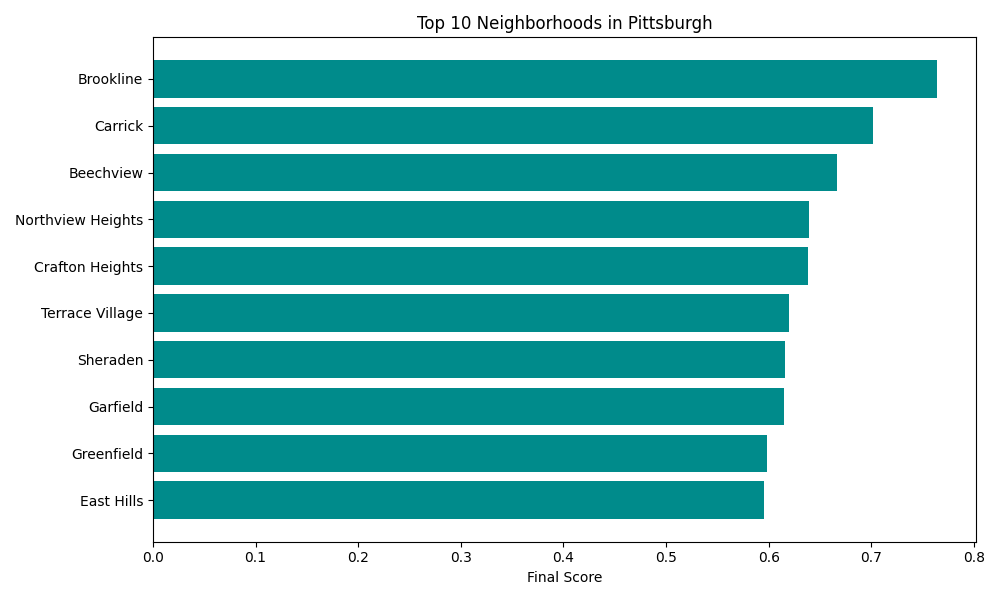 Top 10 Neighborhoods in Pittsburgh
Brookline
Carrick
Beechview
Northview Heights
Crafton Heights
Terrace Village
Sheraden
Garfield
Greenfield
East Hills
0.0 0.1 0.2 0.3 0.4 0.5 0.6 0.7 0.8
Final Score